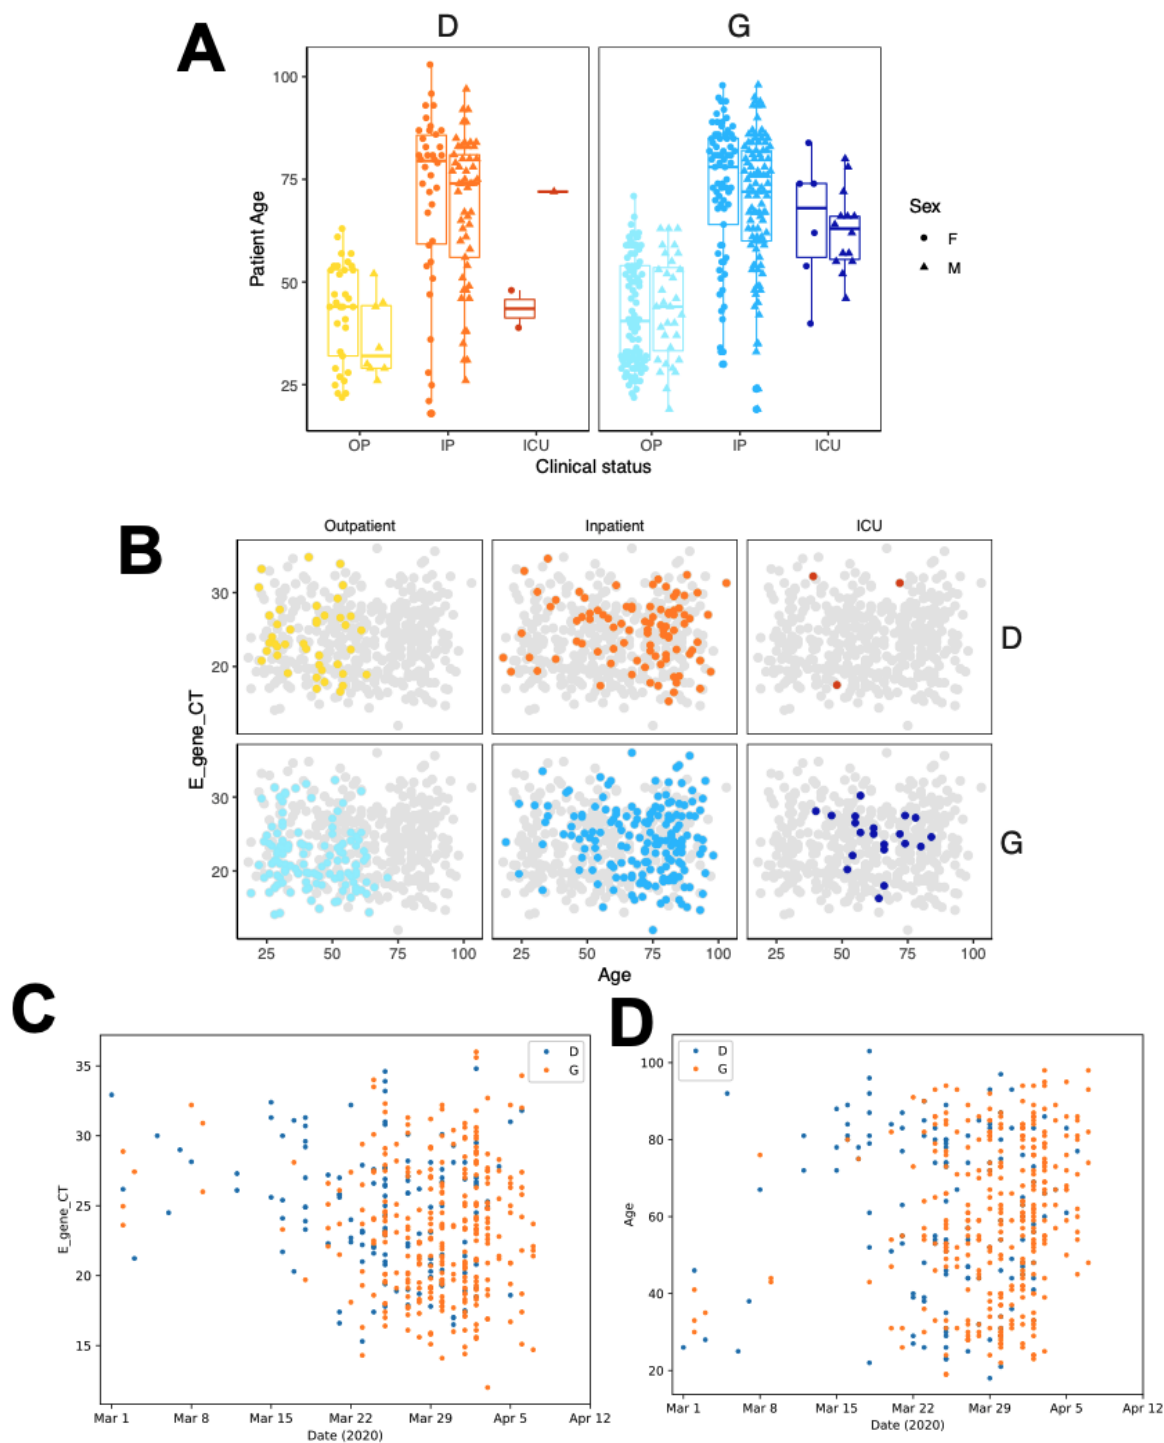 A
D G
100
75
50
25
Patient Age
OP IP ICU OP IP ICU
Clinical status
Sex
F
M
B
Outpatient Inpatient ICU
30
20
D
E_gene_CT
30
20
G
25 50 75 100 25 50 75 100 25 50 75 100
Age
C
D
G
35
30
25
20
15
E_gene_CT
Mar 1 Mar 8 Mar 15 Mar 22 Mar 29 Apr 5 Apr 12
Date (2020)
D
D
G
100
80
60
40
20
Age
Mar 1 Mar 8 Mar 15 Mar 22 Mar 29 Apr 5 Apr 12
Date (2020)